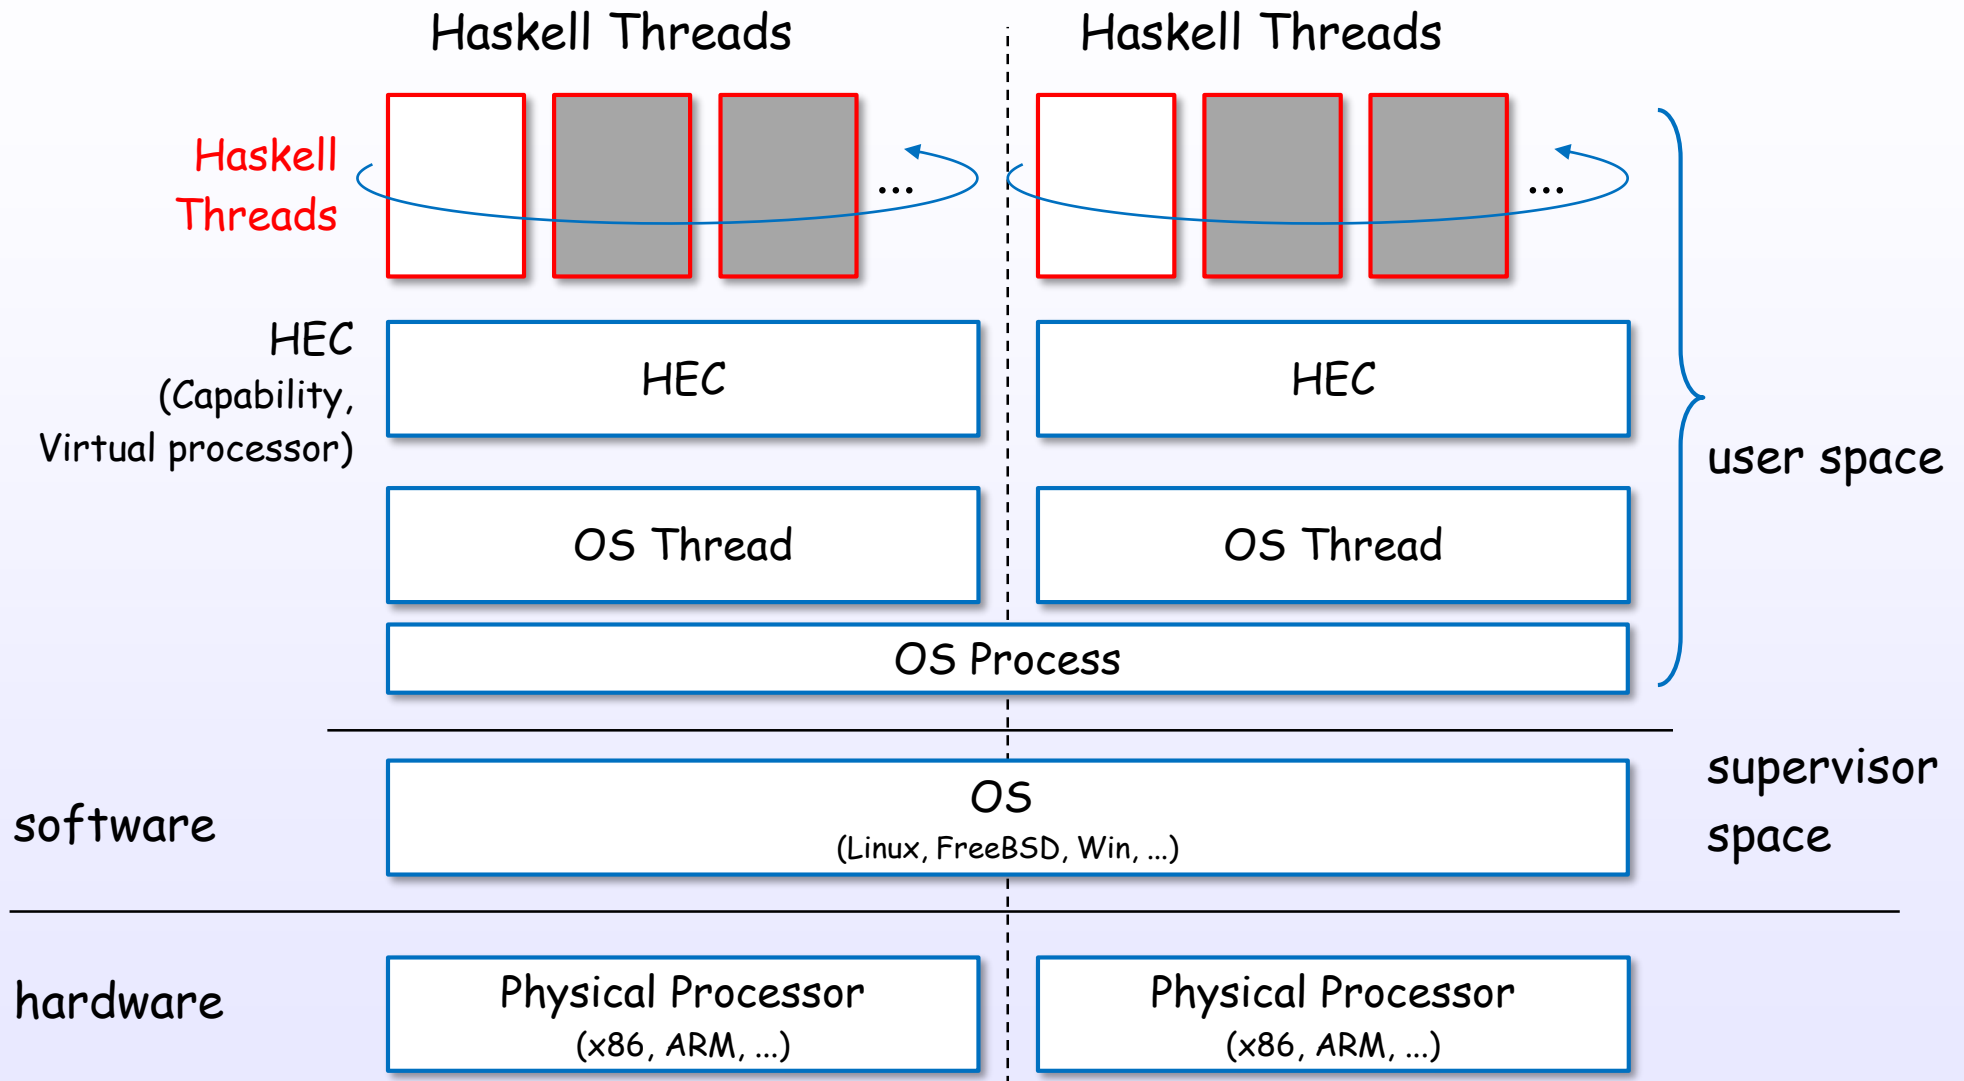 Haskell Threads
Haskell Threads
Haskell
Threads
...
...
HEC
(Capability,
Virtual processor)
HEC
HEC
user space
OS Thread
OS Thread
OS Process
supervisor
space
OS
(Linux, FreeBSD, Win, ...)
software
hardware
Physical Processor
(x86, ARM, ...)
Physical Processor
(x86, ARM, ...)